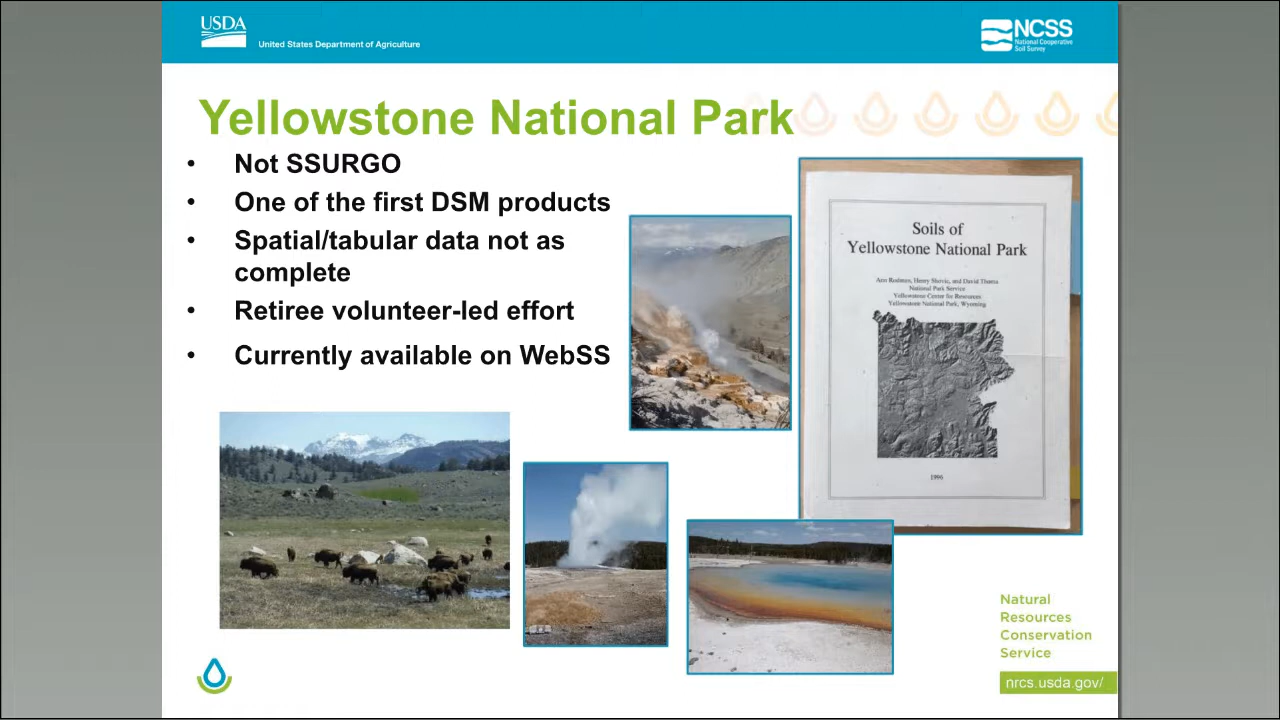 USDA
United States Department of Agriculture
NCSS
National Cooperative
Soil Survey
Yellowstone National Park
• Not SSURGO
• One of the first DSM products
• Spatial/tabular data not as
complete
• Retiree volunteer-led effort
• Currently available on WebSS
Soils of
Yellowstone National Park
Ann Rodman, Henry Shovic, and David Thoma
National Park Service
Yellowstone Center for Resources
Yellowstone National Park, Wyoming
1996
Natural
Resources
Conservation
Service
nrcs.usda.gov/